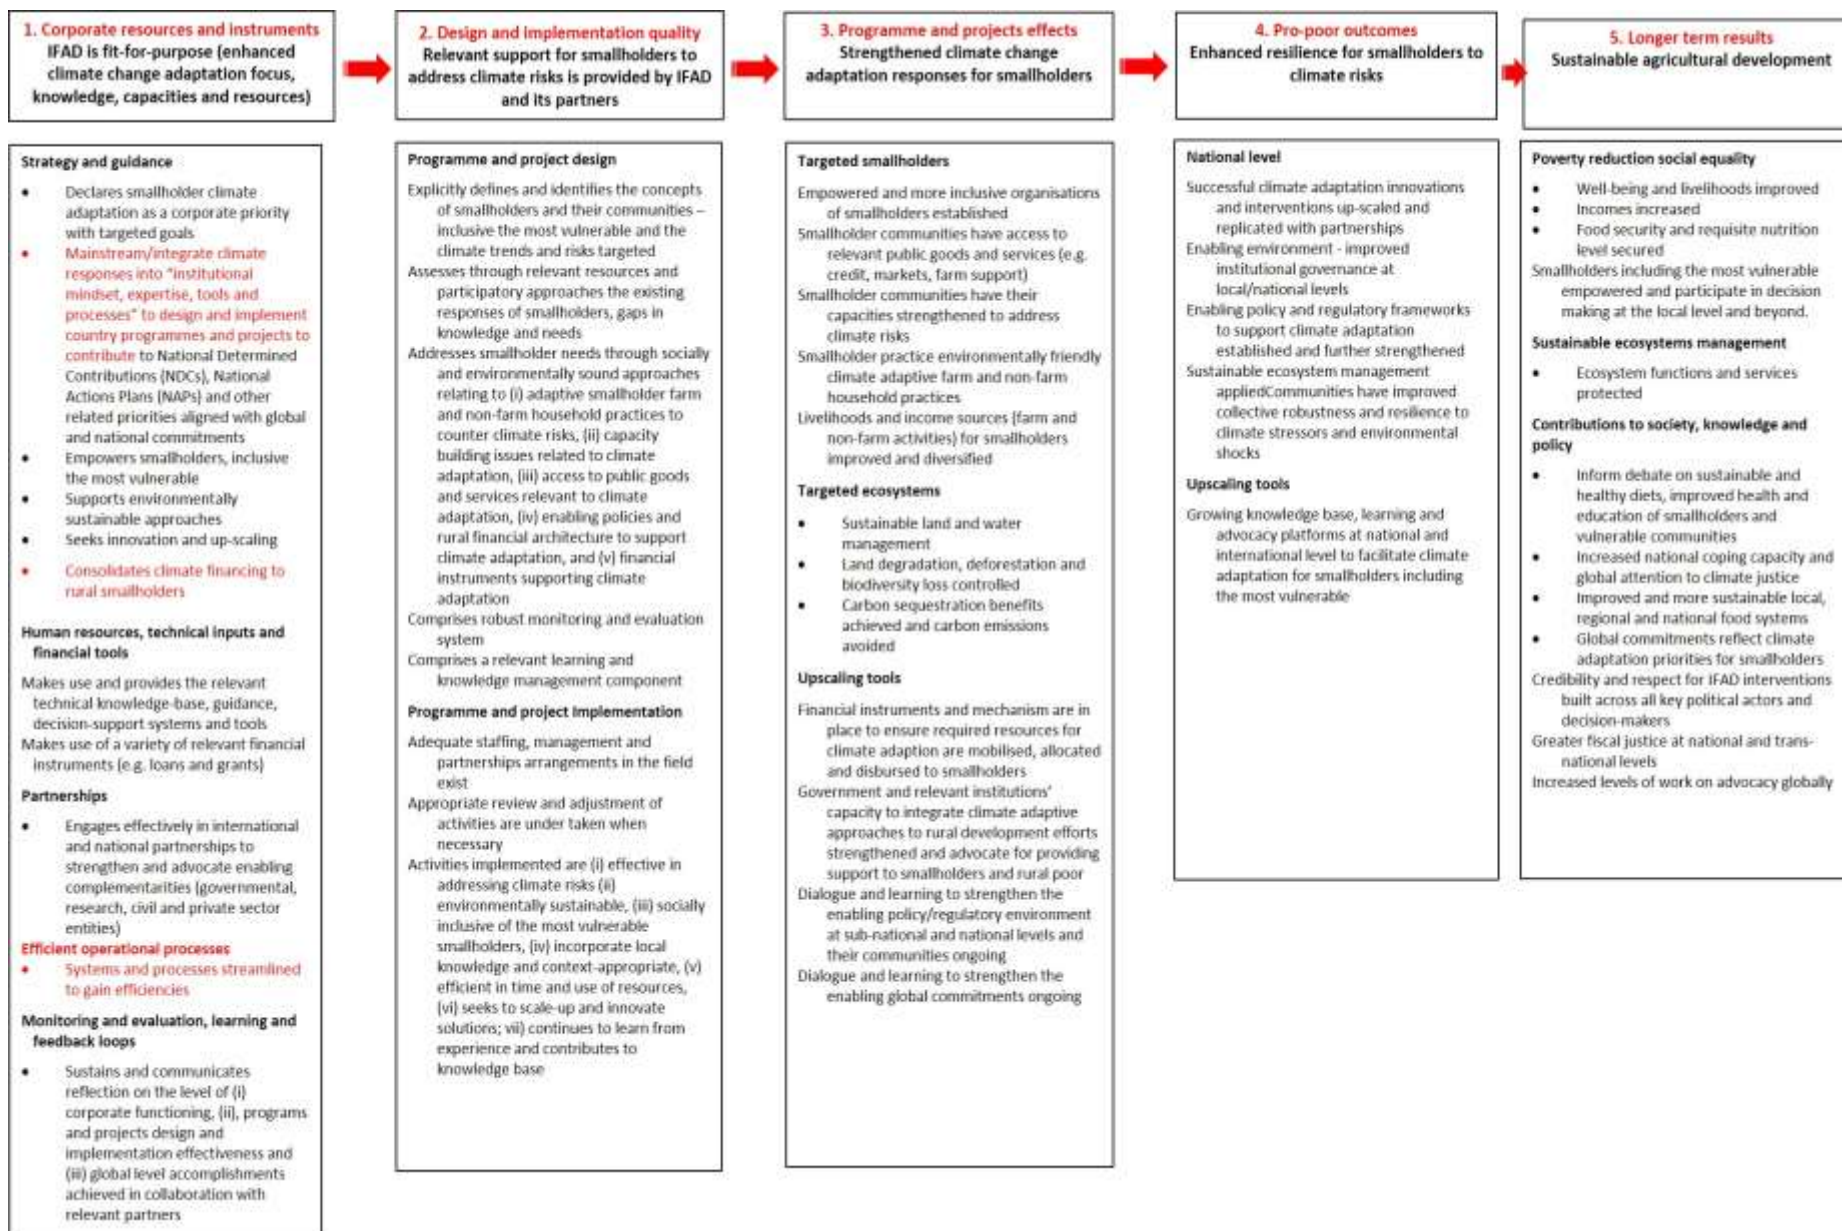 1. Corporate resources and instruments
IFAD is fit-for-purpose (enhanced
climate change adaptation focus,
knowledge, capacities and resources)
2. Design and implementation quality
Relevant support for smallholders to
address climate risks is provided by IFAD
and its partners
3. Programme and projects effects
Strengthened climate change
adaptation responses for smallholders
4. Pro-poor outcomes
Enhanced resilience for smallholders to
climate risks
5. Longer term results
Sustainable agricultural development
Strategy and guidance
• Declares smallholder climate
adaptation as a corporate priority
with targeted goals
• Mainstream/integrate climate
responses into "institutional
mindset, expertise, tools and
processes" to design and implement
country programmes and projects to
contribute to National Determined
Contributions (NDCs), National
Actions Plans (NAPs) and other
related priorities aligned with global
and national commitments
• Empowers smallholders, inclusive
the most vulnerable
• Supports environmentally
sustainable approaches
• Seeks innovation and up-scaling
• Consolidates climate financing to
rural smallholders
Human resources, technical inputs and
financial tools
Makes use and provides the relevant
technical knowledge-base, guidance,
decision-support systems and tools
Makes use of a variety of relevant financial
instruments (e.g. loans and grants)
Partnerships
• Engages effectively in international
and national partnerships to
strengthen and advocate enabling
complementarities (governmental,
research, civil and private sector
entities)
Efficient operational processes
• Systems and processes streamlined
to gain efficiencies
Monitoring and evaluation, learning and
feedback loops
• Sustains and communicates
reflection on the level of (i)
corporate functioning, (ii), programs
and projects design and
implementation effectiveness and
(iii) global level accomplishments
achieved in collaboration with
relevant partners
Programme and project design
Explicitly defines and identifies the concepts
of smallholders and their communities –
inclusive the most vulnerable and the
climate trends and risks targeted
Assesses through relevant resources and
participatory approaches the existing
responses of smallholders, gaps in
knowledge and needs
Addresses smallholder needs through socially
and environmentally sound approaches
relating to (i) adaptive smallholder farm
and non-farm household practices to
counter climate risks, (ii) capacity
building issues related to climate
adaptation, (iii) access to public goods
and services relevant to climate
adaptation, (iv) enabling policies and
rural financial architecture to support
climate adaptation, and (v) financial
instruments supporting climate
adaptation
Comprises robust monitoring and evaluation
system
Comprises a relevant learning and
knowledge management component
Programme and project Implementation
Adequate staffing, management and
partnerships arrangements in the field
exist
Appropriate review and adjustment of
activities are under taken when
necessary
Activities implemented are (i) effective in
addressing climate risks (ii)
environmentally sustainable, (iii) socially
inclusive of the most vulnerable
smallholders, (iv) incorporate local
knowledge and context-appropriate, (v)
efficient in time and use of resources,
(vi) seeks to scale-up and innovate
solutions; vii) continues to learn from
experience and contributes to
knowledge base
Targeted smallholders
Empowered and more inclusive organisations
of smallholders established
Smallholder communities have access to
relevant public goods and services (e.g.
credit, markets, farm support)
Smallholder communities have their
capacities strengthened to address
climate risks
Smallholder practice environmentally friendly
climate adaptive farm and non-farm
household practices
Livelihoods and income sources (farm and
non-farm activities) for smallholders
improved and diversified
Targeted ecosystems
• Sustainable land and water
management
• Land degradation, deforestation and
biodiversity loss controlled
• Carbon sequestration benefits
achieved and carbon emissions
avoided
Upscaling tools
Financial instruments and mechanism are in
place to ensure required resources for
climate adaption are mobilised, allocated
and disbursed to smallholders
Government and relevant institutions'
capacity to integrate climate adaptive
approaches to rural development efforts
strengthened and advocate for providing
support to smallholders and rural poor
Dialogue and learning to strengthen the
enabling policy/regulatory environment
at sub-national and national levels and
their communities ongoing
Dialogue and learning to strengthen the
enabling global commitments ongoing
National level
Successful climate adaptation innovations
and interventions up-scaled and
replicated with partnerships
Enabling environment - improved
institutional governance at
local/national levels
Enabling policy and regulatory frameworks
to support climate adaptation
established and further strengthened
Sustainable ecosystem management
appliedCommunities have improved
collective robustness and resilience to
climate stressors and environmental
shocks
Upscaling tools
Growing knowledge base, learning and
advocacy platforms at national and
international level to facilitate climate
adaptation for smallholders including
the most vulnerable
Poverty reduction social equality
• Well-being and livelihoods improved
• Incomes increased
• Food security and requisite nutrition
level secured
Smallholders including the most vulnerable
empowered and participate in decision
making at the local level and beyond.
Sustainable ecosystems management
• Ecosystem functions and services
protected
Contributions to society, knowledge and
policy
• Inform debate on sustainable and
healthy diets, improved health and
education of smallholders and
vulnerable communities
• Increased national coping capacity and
global attention to climate justice
• Improved and more sustainable local,
regional and national food systems
• Global commitments reflect climate
adaptation priorities for smallholders
Credibility and respect for IFAD interventions
built across all key political actors and
decision-makers
Greater fiscal justice at national and trans-
national levels
Increased levels of work on advocacy globally